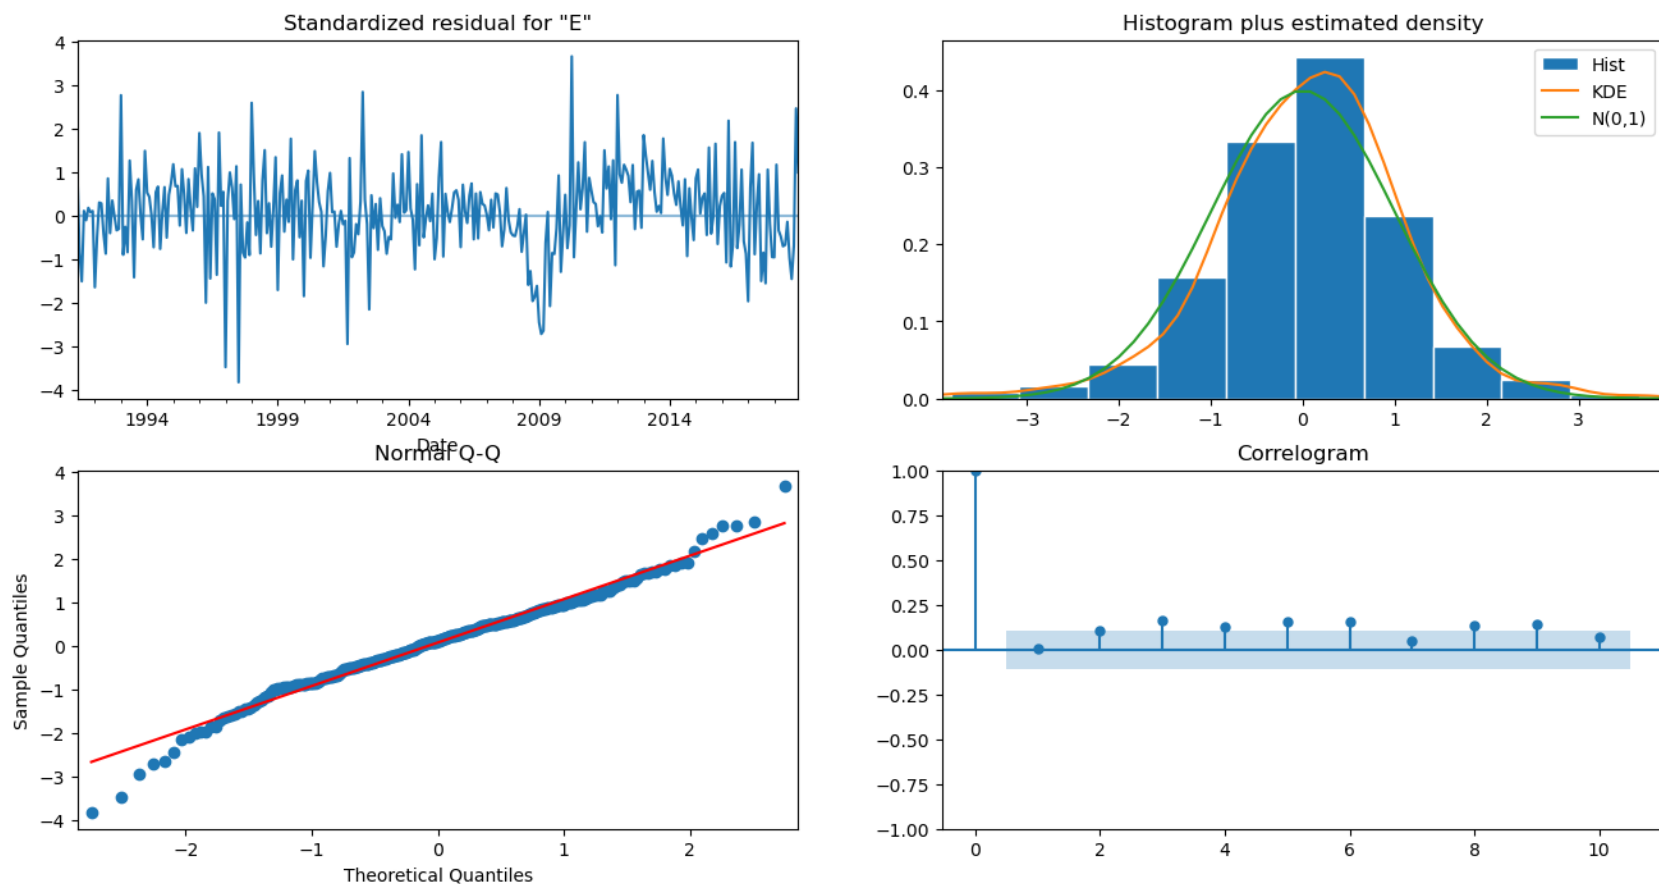 Standardized residual for "E"
4
3
2
1
0
−1
−2
−3
−4
1994 1999 2004 2009 2014
Date
Histogram plus estimated density
Hist
KDE
N(0,1)
0.4
0.3
0.2
0.1
0.0
−3 −2 −1 0 1 2 3
Normal Q-Q
Sample Quantiles
4
3
2
1
0
−1
−2
−3
−4
−2 −1 0 1 2
Theoretical Quantiles
Correlogram
1.00
0.75
0.50
0.25
0.00
−0.25
−0.50
−0.75
−1.00
0 2 4 6 8 10